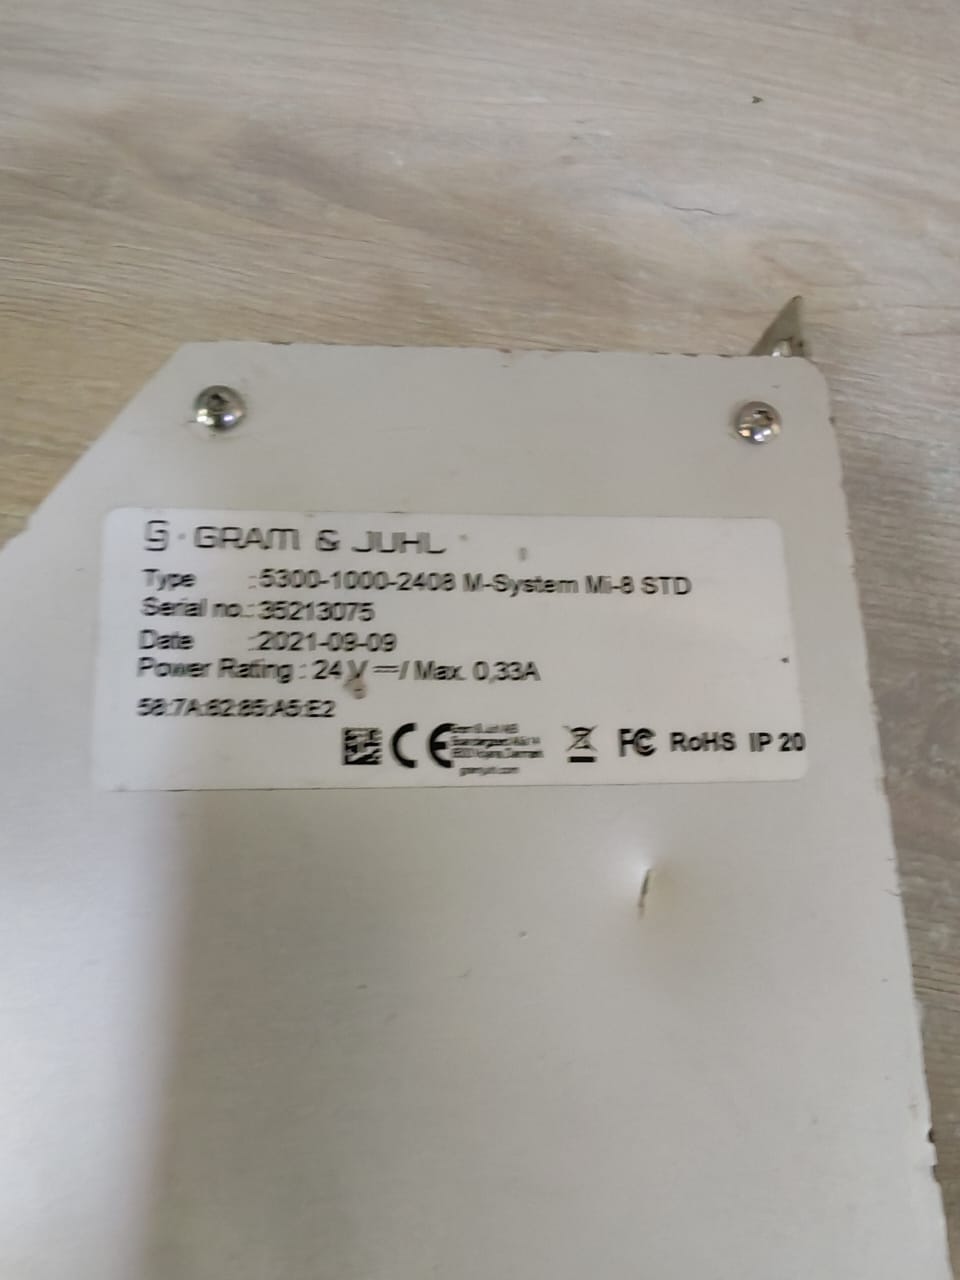 GRAM & JUHL
Type :5300-1000-2408 M-System Mi-8 STD
Serial no.: 35213075
Date :2021-09-09
Power Rating : 24 V ⎓/ Max. 0,33A
58:7A:62:85:A5:E2
CE
FC RoHS IP 20